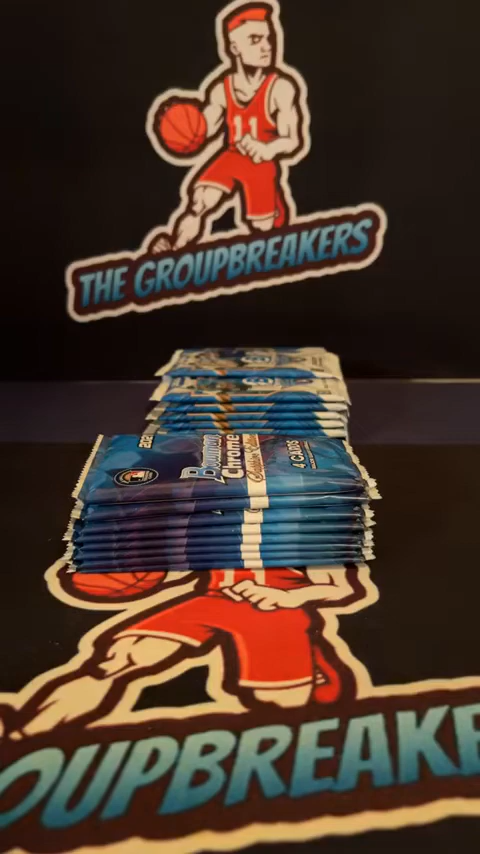 11
THE GROUPBREAKERS
Bowman
Chrome
4 CARDS
OUPBREAKE